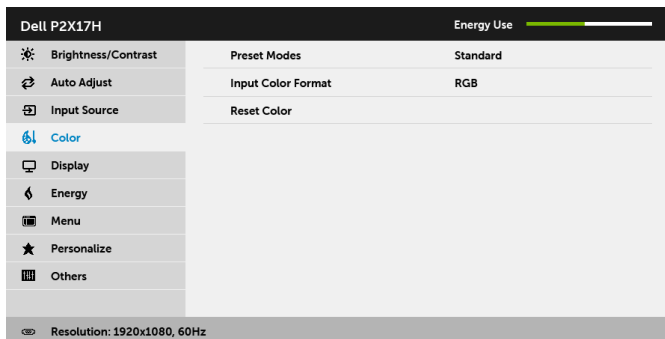 Dell P2X17H Energy Use
Brightness/Contrast Preset Modes Standard
Auto Adjust Input Color Format RGB
Input Source Reset Color
Color
Display
Energy
Menu
Personalize
Others
Resolution: 1920x1080, 60Hz